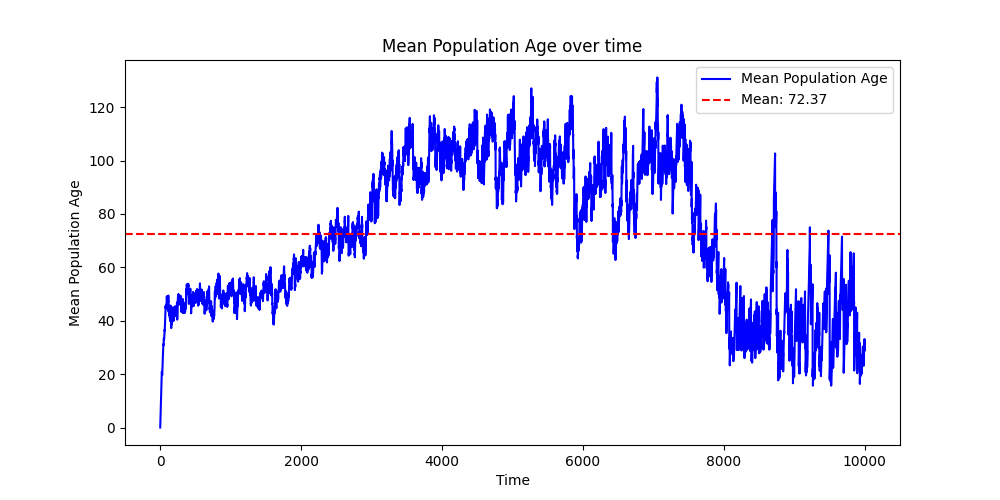 Mean Population Age over time
Mean Population Age
Mean: 72.37
Mean Population Age
120
100
80
60
40
20
0
0 2000 4000 6000 8000 10000
Time